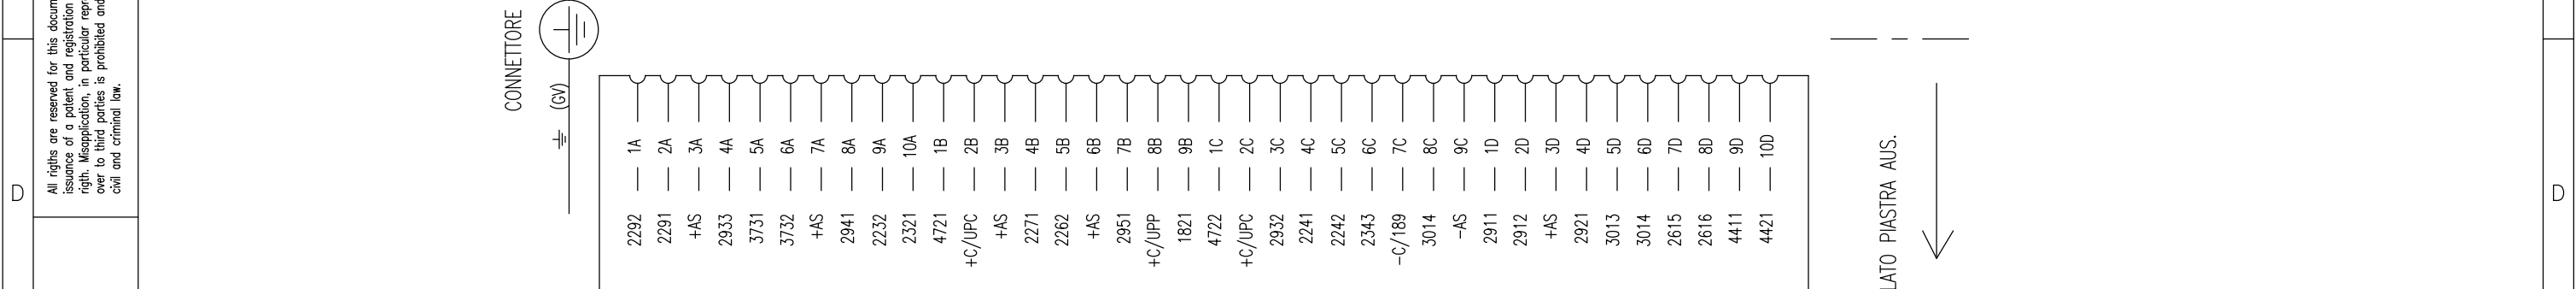 D
All rigths are reserved for this docum
issuance of a patent and registration
rigth. Misapplication, in particular repr
over to third parties is prohibited and
civil and criminal law.
CONNETTORE
(GV)
1A 2A 3A 4A 5A 6A 7A 8A 9A 10A 1B 2B 3B 4B 5B 6B 7B 8B 9B 1C 2C 3C 4C 5C 6C 7C 8C 9C 1D 2D 3D 4D 5D 6D 7D 8D 9D 10D
2292 2291 +AS 2933 3731 3732 +AS 2941 2232 2321 4721 +C/UPC +AS 2271 2262 +AS 2951 +C/UPP 1821 4722 +C/UPC 2932 2241 2242 2343 -C/189 3014 -AS 2911 2912 +AS 2921 3013 3014 2615 2616 4411 4421
LATO PIASTRA AUS.
D